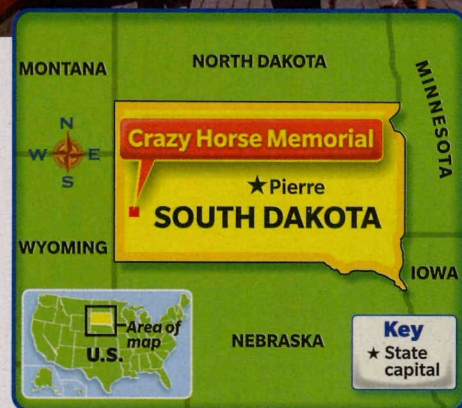 MONTANA
NORTH DAKOTA
MINNESOTA
N
W E
S
Crazy Horse Memorial
★Pierre
SOUTH DAKOTA
WYOMING
IOWA
Area of
map
U.S.
NEBRASKA
Key
★ State
capital